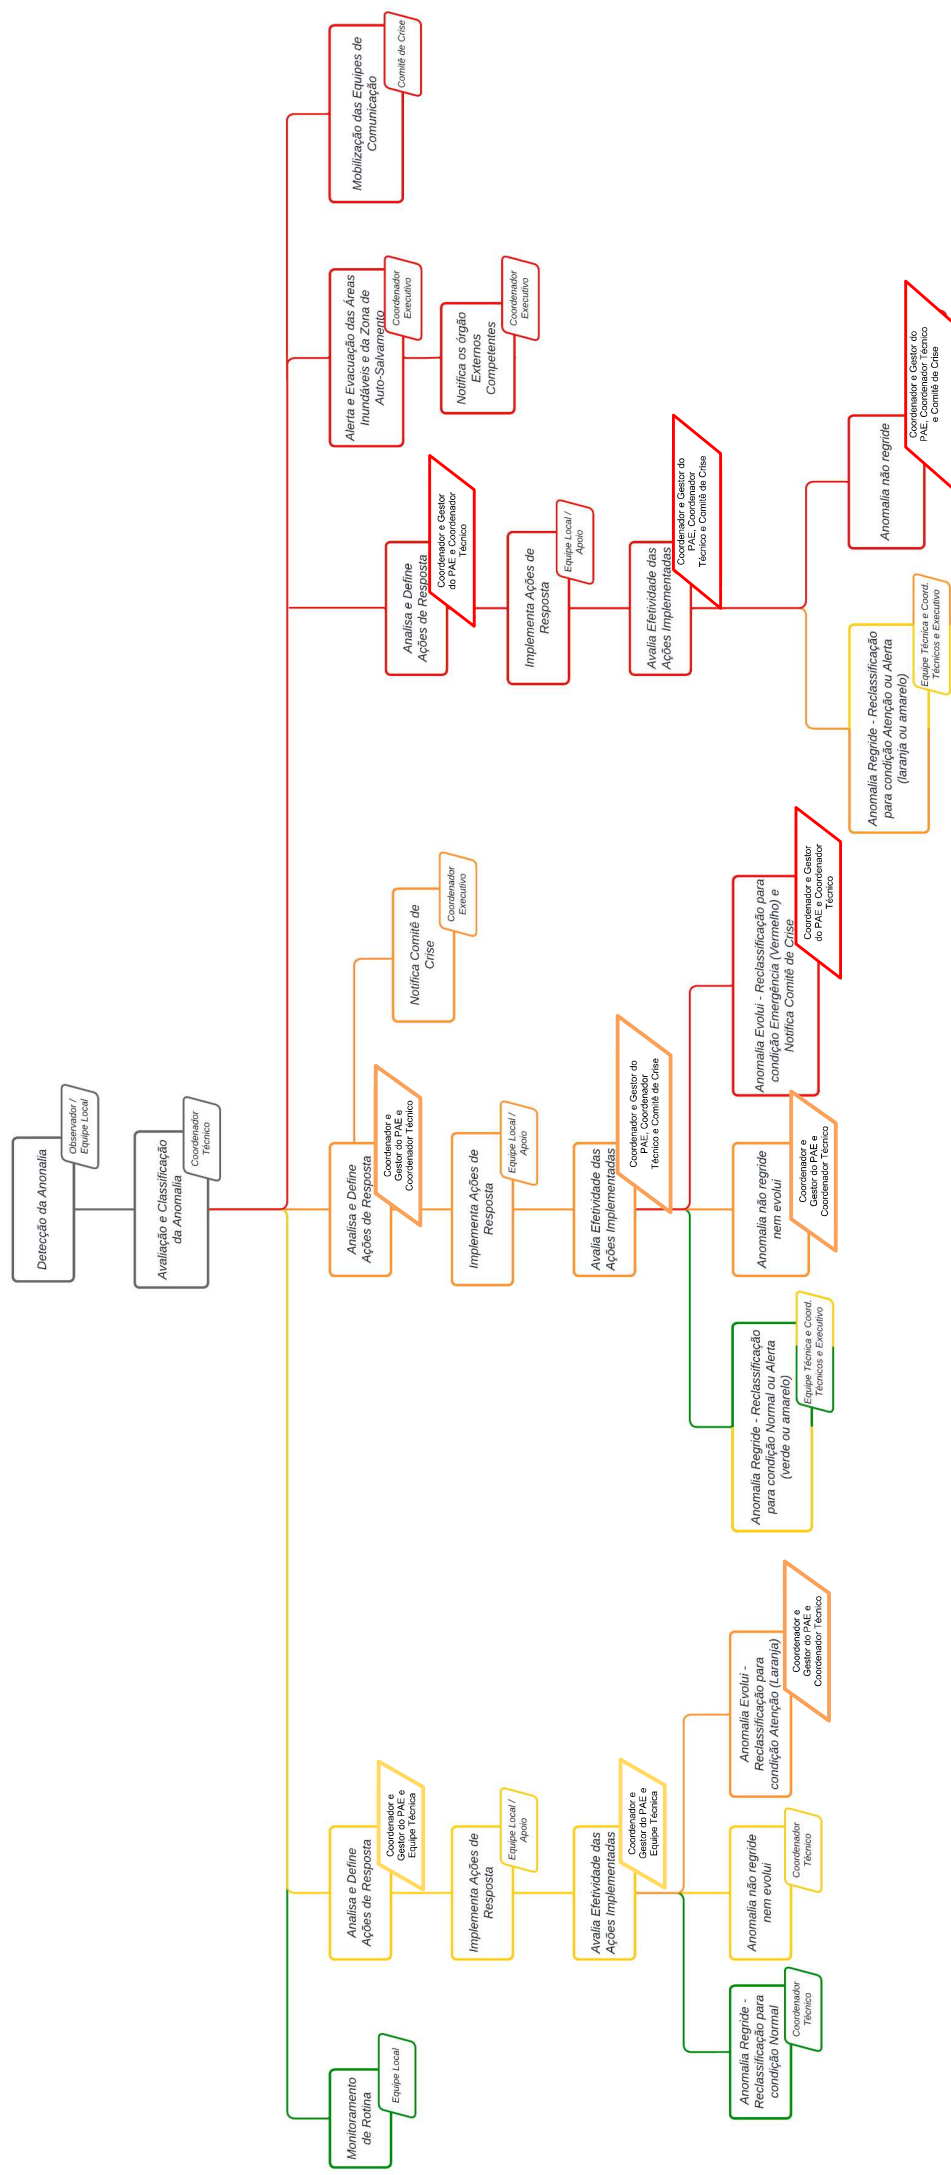 Detecção da Anonalia
Observador /
Equipe Local
Avaliação e Classificação
da Anomalia
Coordenador
Técnico
Monitoramento
de Rotina
Equipe Local
Analisa e Define
Ações de Resposta
Coordenador e
Gestor do PAE e
Equipe Técnica
Implementa Ações de
Resposta
Equipe Local /
Apoio
Avalia Efetividade das
Ações Implementadas
Coordenador e
Gestor do PAE e
Equipe Técnica
Anomalia Regride -
Reclassificação para
condição Normal
Coordenador
Técnico
Anomalia não regride
nem evolui
Coordenador
Técnico
Anomalia Evolui -
Reclassificação para
condição Atenção (Laranja)
Coordenador e
Gestor do PAE e
Coordenador Técnico
Analisa e Define
Ações de Resposta
Coordenador e
Gestor do PAE e
Coordenador Técnico
Notifica Comitê de
Crise
Coordenador
Executivo
Implementa Ações de
Resposta
Equipe Local /
Apoio
Avalia Efetividade das
Ações Implementadas
Coordenador e Gestor do
PAE, Coordenador
Técnico e Comitê de Crise
Anomalia Regride - Reclassificação
para condição Normal ou Alerta
(verde ou amarelo)
Equipe Técnica e Coord.
Técnicos e Executivo
Anomalia não regride
nem evolui
Coordenador e
Gestor do PAE e
Coordenador Técnico
Anomalia Evolui - Reclassificação para
condição Emergência (Vermelho) e
Notifica Comitê de Crise
Coordenador e Gestor
do PAE e Coordenador
Técnico
Analisa e Define
Ações de Resposta
Coordenador e Gestor
do PAE e Coordenador
Técnico
Implementa Ações de
Resposta
Equipe Local /
Apoio
Avalia Efetividade das
Ações Implementadas
Coordenador e Gestor do
PAE, Coordenador
Técnico e Comitê de Crise
Anomalia Regride - Reclassificação
para condição Atenção ou Alerta
(laranja ou amarelo)
Equipe Técnica e Coord.
Técnicos e Executivo
Anomalia não regride
Coordenador e Gestor do
PAE, Coordenador Técnico
e Comitê de Crise
Alerta e Evacuação das Áreas
Inundáveis e da Zona de
Auto-Salvamento
Coordenador
Executivo
Notifica os órgão
Externos
Competentes
Coordenador
Executivo
Mobilização das Equipes de
Comunicação
Comitê de Crise